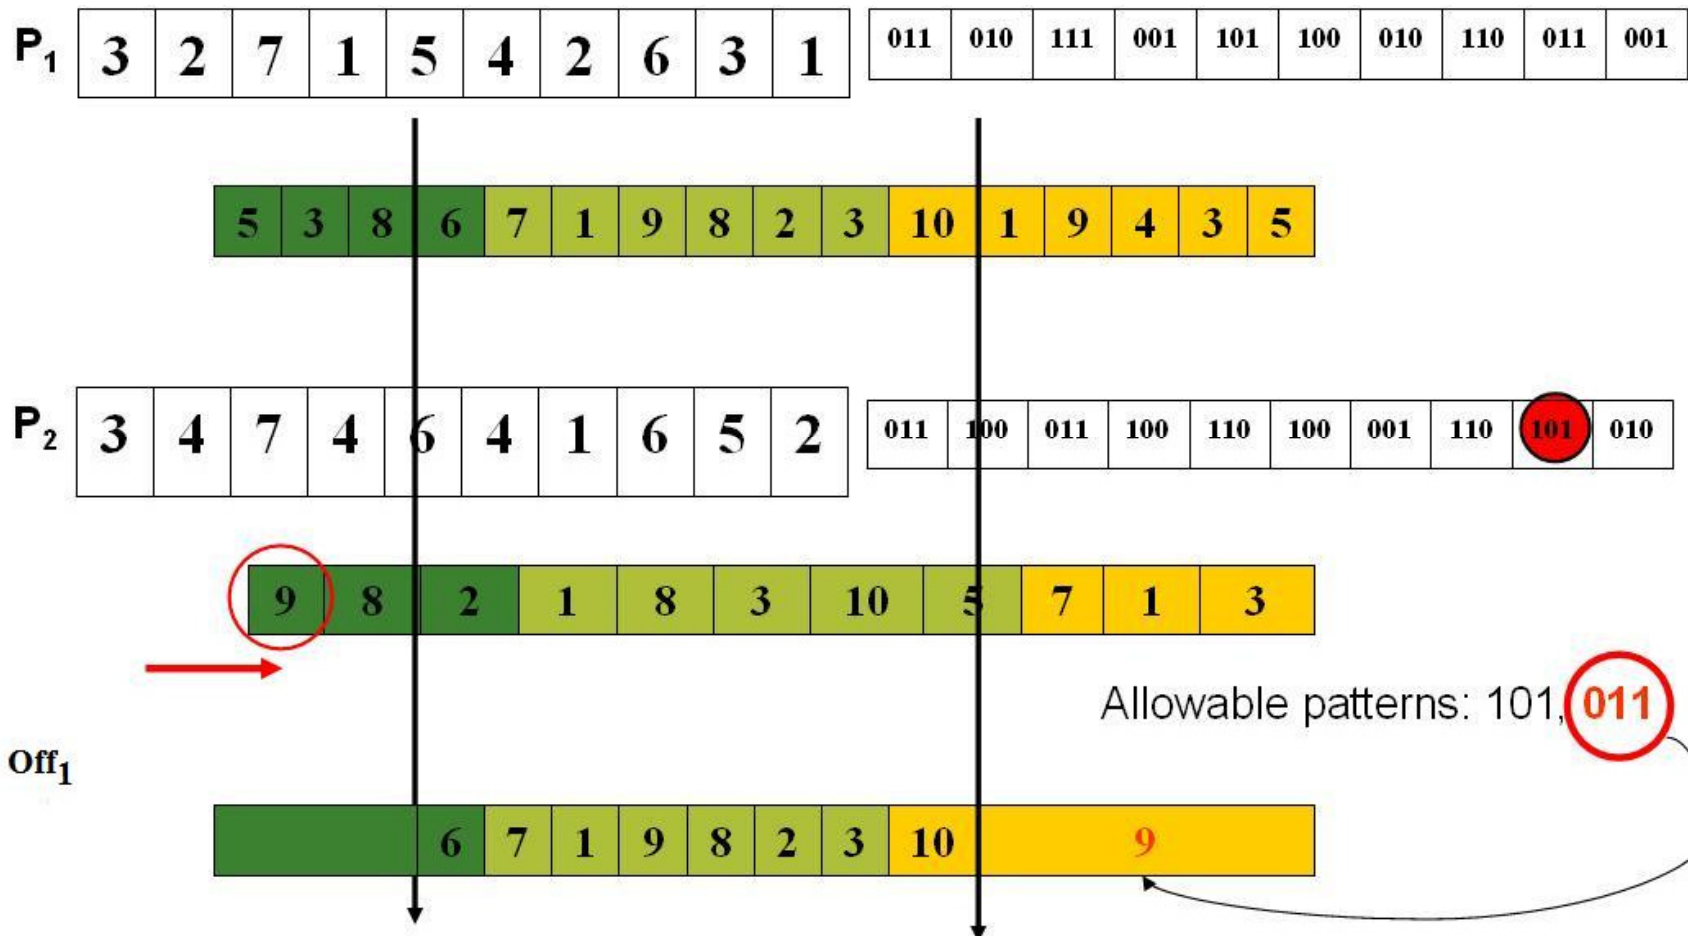 P1 3 2 7 1 5 4 2 6 3 1 011 010 111 001 101 100 010 110 011 001
5 3 8 6 7 1 9 8 2 3 10 1 9 4 3 5
P2 3 4 7 4 6 4 1 6 5 2 011 100 011 100 110 100 001 110 101 010
9 8 2 1 8 3 10 5 7 1 3
Allowable patterns: 101, 011
Off1
6 7 1 9 8 2 3 10 9